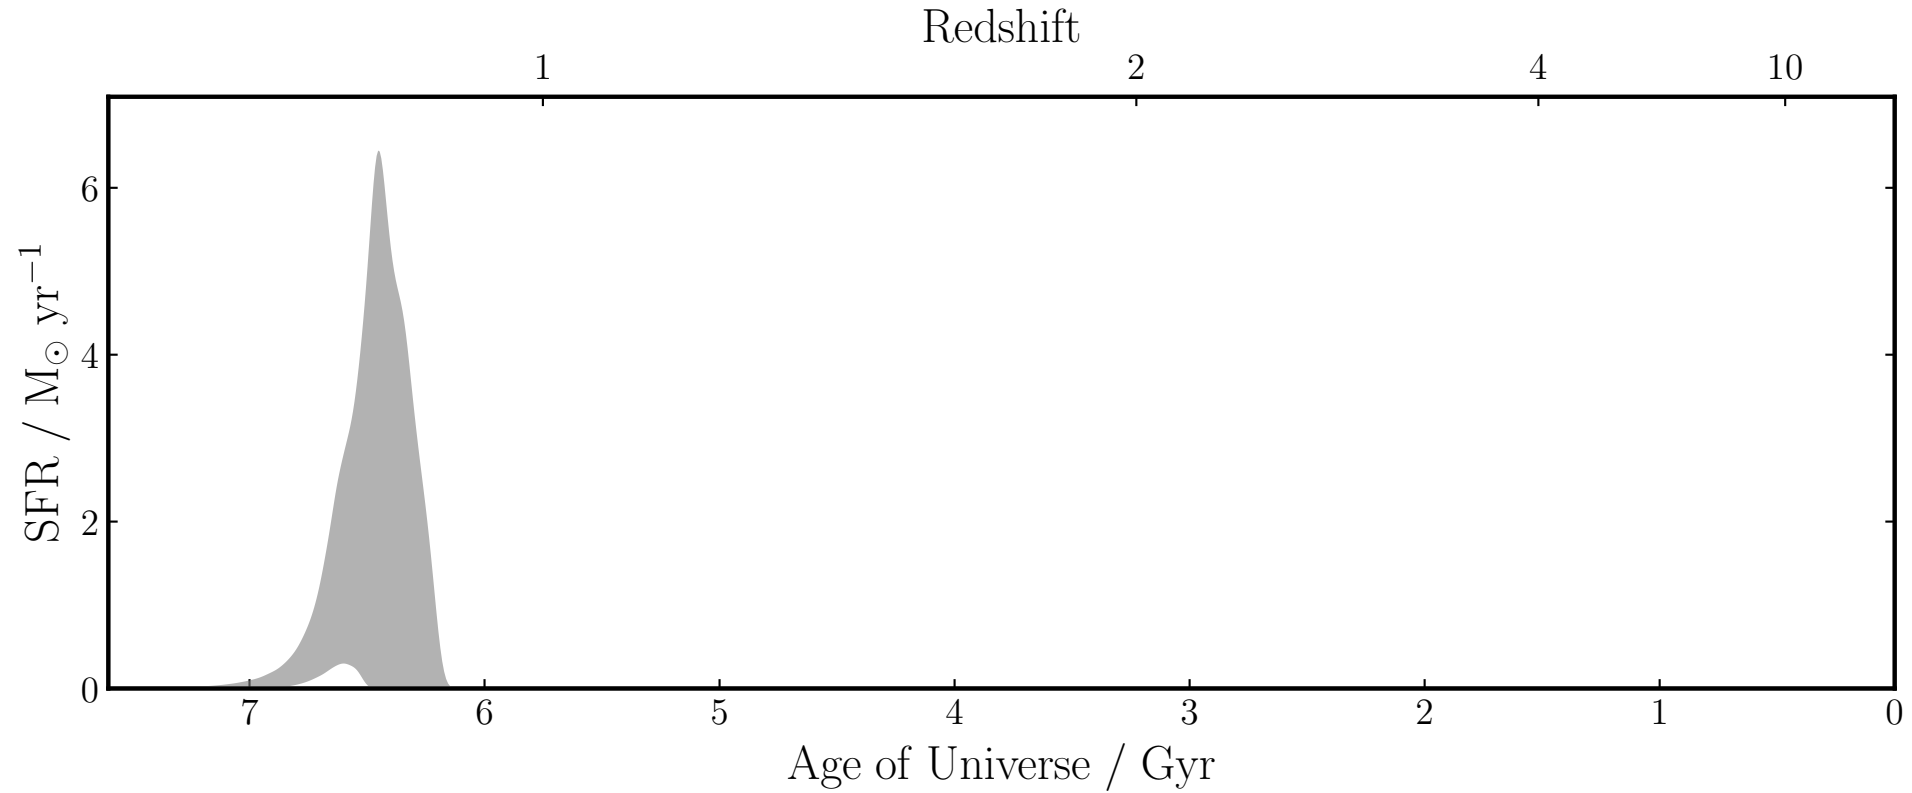 Redshift
1 2 4 10
SFR / M⊙ yr⁻¹
6
4
2
0
7 6 5 4 3 2 1 0
Age of Universe / Gyr